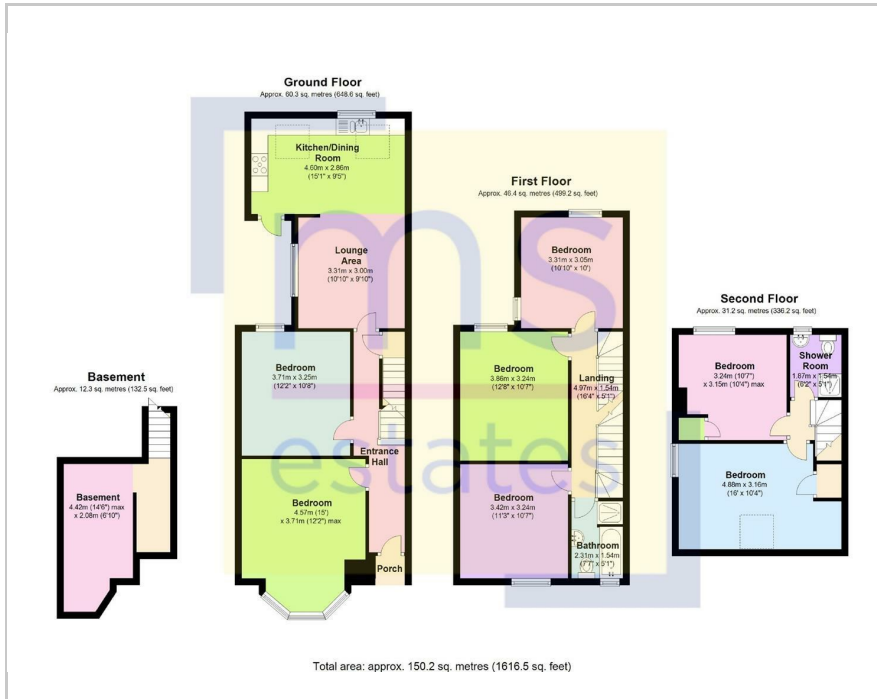 Ground Floor
Approx. 60.3 sq. metres (648.6 sq. feet)
Kitchen/Dining
Room
4.60m x 2.86m
(15'1" x 9'5")
Lounge
Area
3.31m x 3.00m
(10'10" x 9'10")
Bedroom
3.71m x 3.25m
(12'2" x 10'8")
Entrance
Hall
Bedroom
4.57m (15')
x 3.71m (12'2") max
Porch
First Floor
Approx. 46.4 sq. metres (499.2 sq. feet)
Bedroom
3.31m x 3.05m
(10'10" x 10')
Bedroom
3.86m x 3.24m
(12'8" x 10'7")
Landing
4.97m x 1.54m
(16'4" x 5'1")
Bedroom
3.42m x 3.24m
(11'3" x 10'7")
Bathroom
2.31m x 1.54m
(7'7" x 5'1")
Second Floor
Approx. 31.2 sq. metres (336.2 sq. feet)
Bedroom
3.24m (10'7")
x 3.15m (10'4") max
Shower
Room
1.87m x 1.54m
(6'2" x 5'1")
Bedroom
4.88m x 3.16m
(16' x 10'4")
Basement
Approx. 12.3 sq. metres (132.5 sq. feet)
Basement
4.42m (14'6") max
x 2.08m (6'10")
ms
estates
Total area: approx. 150.2 sq. metres (1616.5 sq. feet)